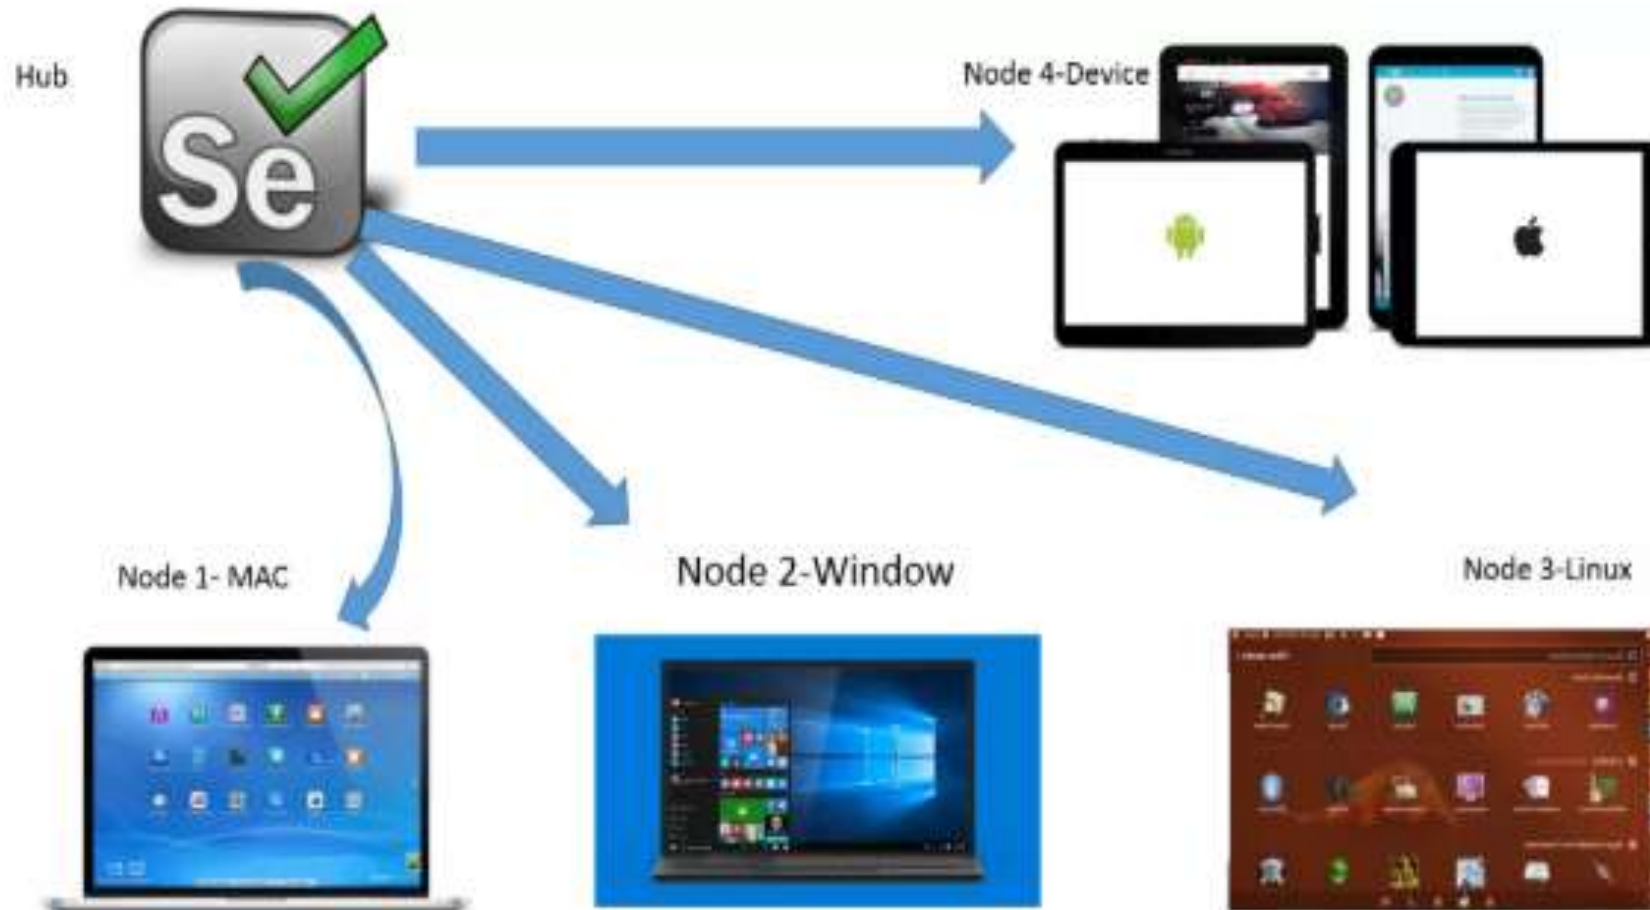 Hub
Se
Node 4-Device
Node 1- MAC
Node 2-Window
Node 3-Linux